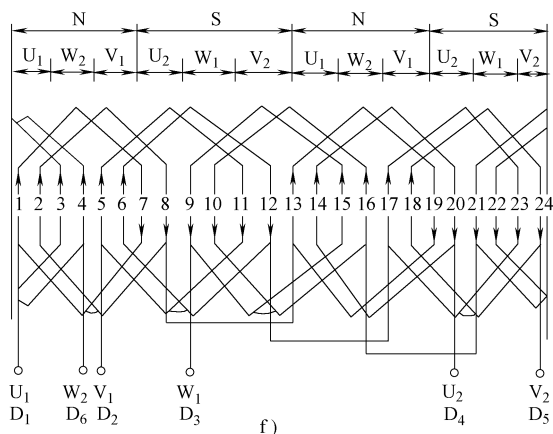 N S N S
U₁ W₂ V₁ U₂ W₁ V₂ U₁ W₂ V₁ U₂ W₁ V₂
1 2 3 4 5 6 7 8 9 10 11 12 13 14 15 16 17 18 19 20 21 22 23 24
U₁ W₂ V₁ W₁ U₂ V₂
D₁ D₆ D₂ D₃ D₄ D₅
f)